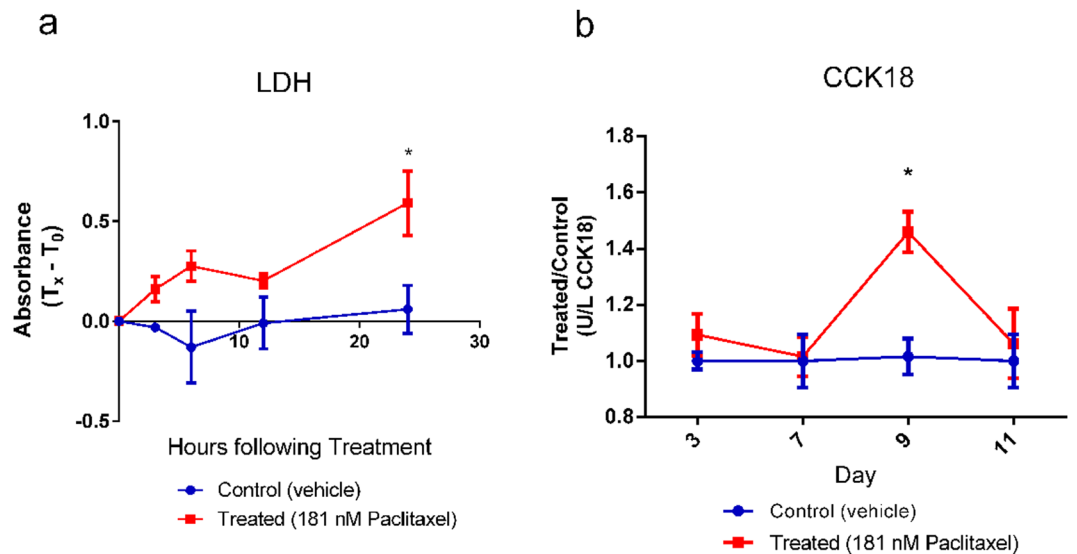 a
LDH
Absorbance
(Tx - T0)
1.0
0.5
0.0
-0.5
*
10
20
30
Hours following Treatment
Control (vehicle)
Treated (181 nM Paclitaxel)
b
CCK18
Treated/Control
(U/L CCK18)
1.8
1.6
1.4
1.2
1.0
0.8
*
3
7
9
11
Day
Control (vehicle)
Treated (181 nM Paclitaxel)